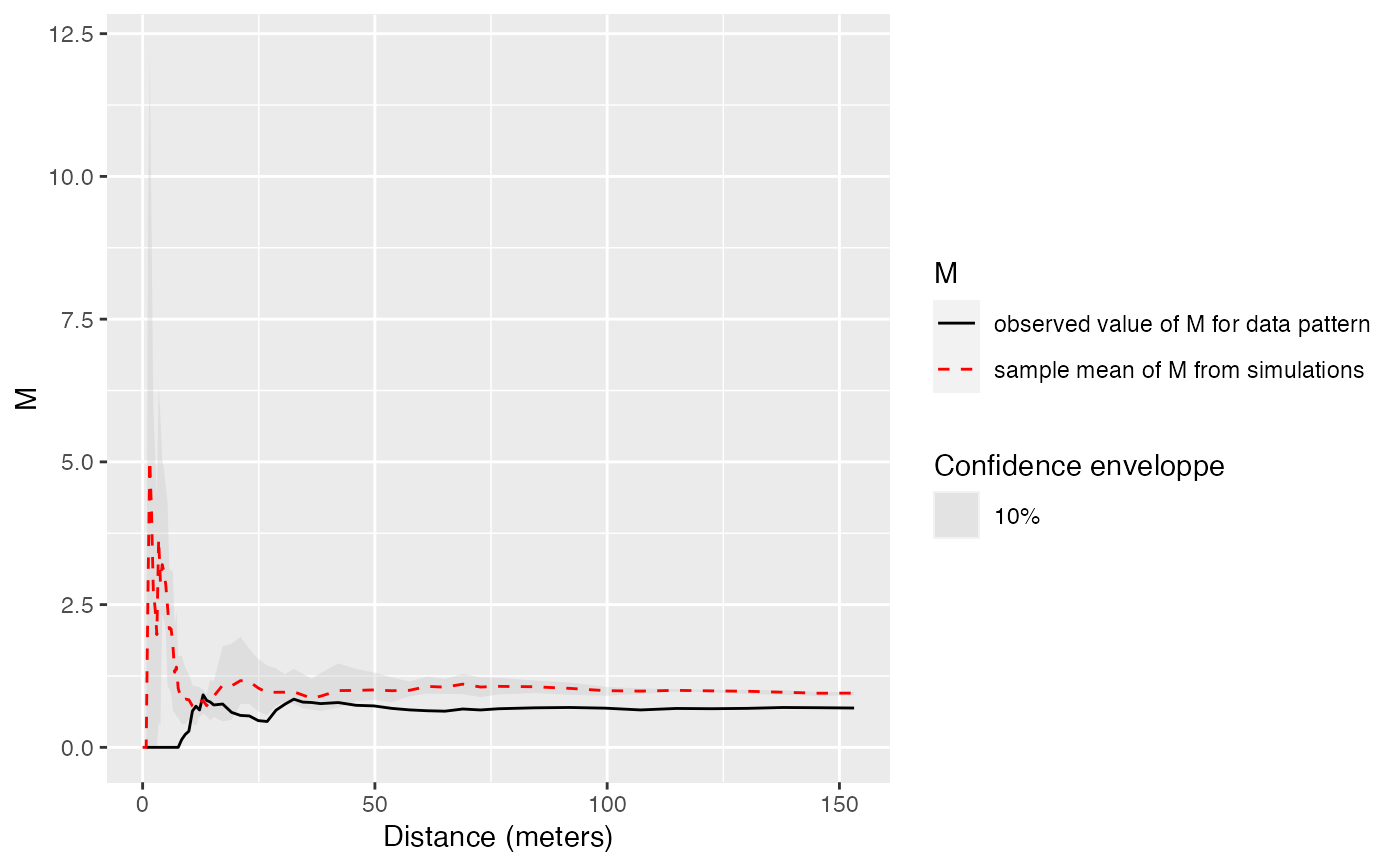 12.5
10.0
7.5
5.0
2.5
0.0
M
0
50
100
150
Distance (meters)
M
observed value of M for data pattern
sample mean of M from simulations
Confidence enveloppe
10%